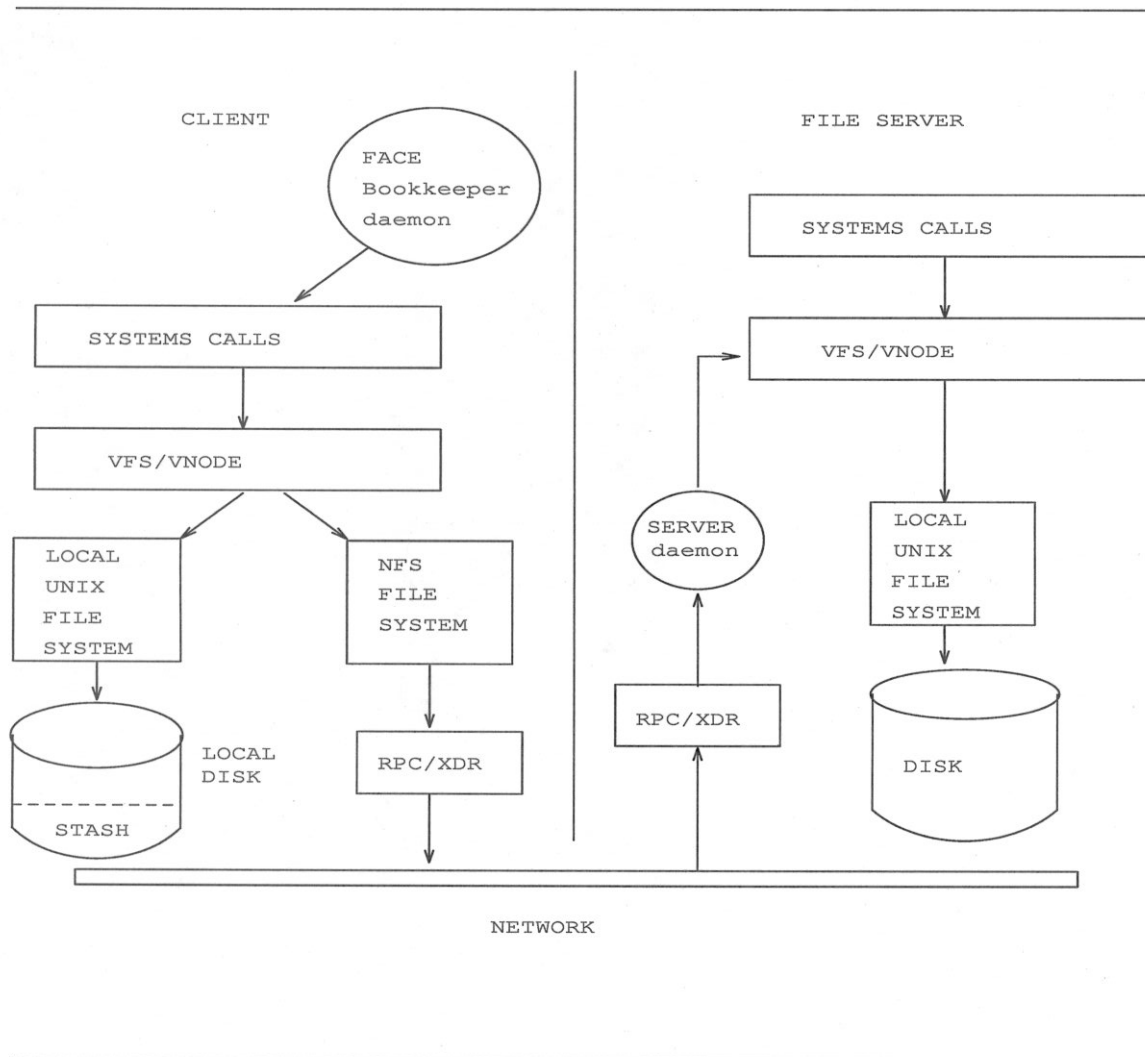 CLIENT
FACE
Bookkeeper
daemon
SYSTEMS CALLS
VFS/VNODE
LOCAL
UNIX
FILE
SYSTEM
NFS
FILE
SYSTEM
LOCAL
DISK
STASH
RPC/XDR
FILE SERVER
SYSTEMS CALLS
VFS/VNODE
SERVER
daemon
LOCAL
UNIX
FILE
SYSTEM
RPC/XDR
DISK
NETWORK